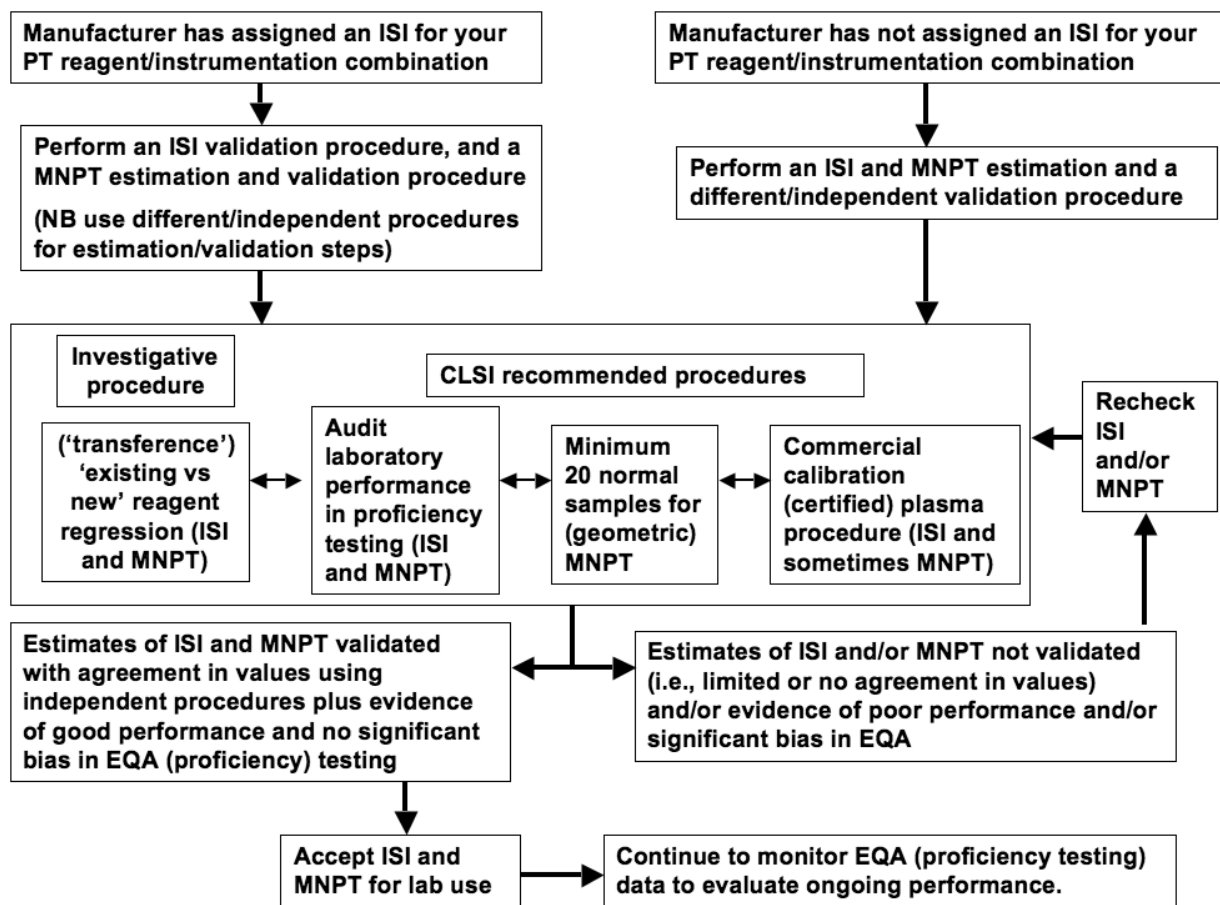 Manufacturer has assigned an ISI for your
PT reagent/instrumentation combination
Manufacturer has not assigned an ISI for your
PT reagent/instrumentation combination
Perform an ISI validation procedure, and a
MNPT estimation and validation procedure
(NB use different/independent procedures
for estimation/validation steps)
Perform an ISI and MNPT estimation and a
different/independent validation procedure
Investigative
procedure
CLSI recommended procedures
(‘transference’)
‘existing vs
new’ reagent
regression (ISI
and MNPT)
Audit
laboratory
performance
in proficiency
testing (ISI
and MNPT)
Minimum
20 normal
samples for
(geometric)
MNPT
Commercial
calibration
(certified) plasma
procedure (ISI and
sometimes MNPT)
Recheck
ISI
and/or
MNPT
Estimates of ISI and MNPT validated
with agreement in values using
independent procedures plus evidence
of good performance and no significant
bias in EQA (proficiency) testing
Estimates of ISI and/or MNPT not validated
(i.e., limited or no agreement in values)
and/or evidence of poor performance and/or
significant bias in EQA
Accept ISI and
MNPT for lab use
Continue to monitor EQA (proficiency testing)
data to evaluate ongoing performance.